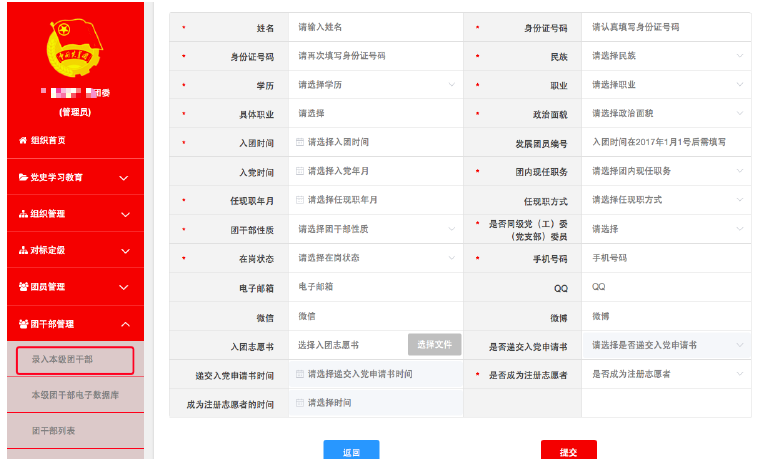 团委
(管理员)
组织首页
党史学习教育
组织管理
对标定级
团员管理
团干部管理
录入本级团干部
本级团干部电子数据库
团干部列表
* 姓名 请输入姓名 * 身份证号码 请认真填写身份证号码
* 身份证号码 请再次填写身份证号码 * 民族 请选择民族
* 学历 请选择学历 * 职业 请选择职业
* 具体职业 请选择 * 政治面貌 请选择政治面貌
* 入团时间 请选择入团时间 发展团员编号 入团时间在2017年1月1号后需填写
入党时间 请选择入党年月 * 团内现任职务 请选择团内现任职务
* 任现职年月 请选择任现职年月 任现职方式 请选择任现职方式
* 团干部性质 请选择团干部性质 * 是否同级党（工）委
（党支部）委员 请选择
* 在岗状态 请选择在岗状态 * 手机号码 手机号码
电子邮箱 电子邮箱 QQ QQ
微信 微信 微博 微博
入团志愿书 选择入团志愿书 选择文件 是否递交入党申请书 请选择是否递交入党申请书
递交入党申请书时间 请选择递交入党申请书时间 * 是否成为注册志愿者 是否成为注册志愿者
成为注册志愿者的时间 请选择时间
返回 提交